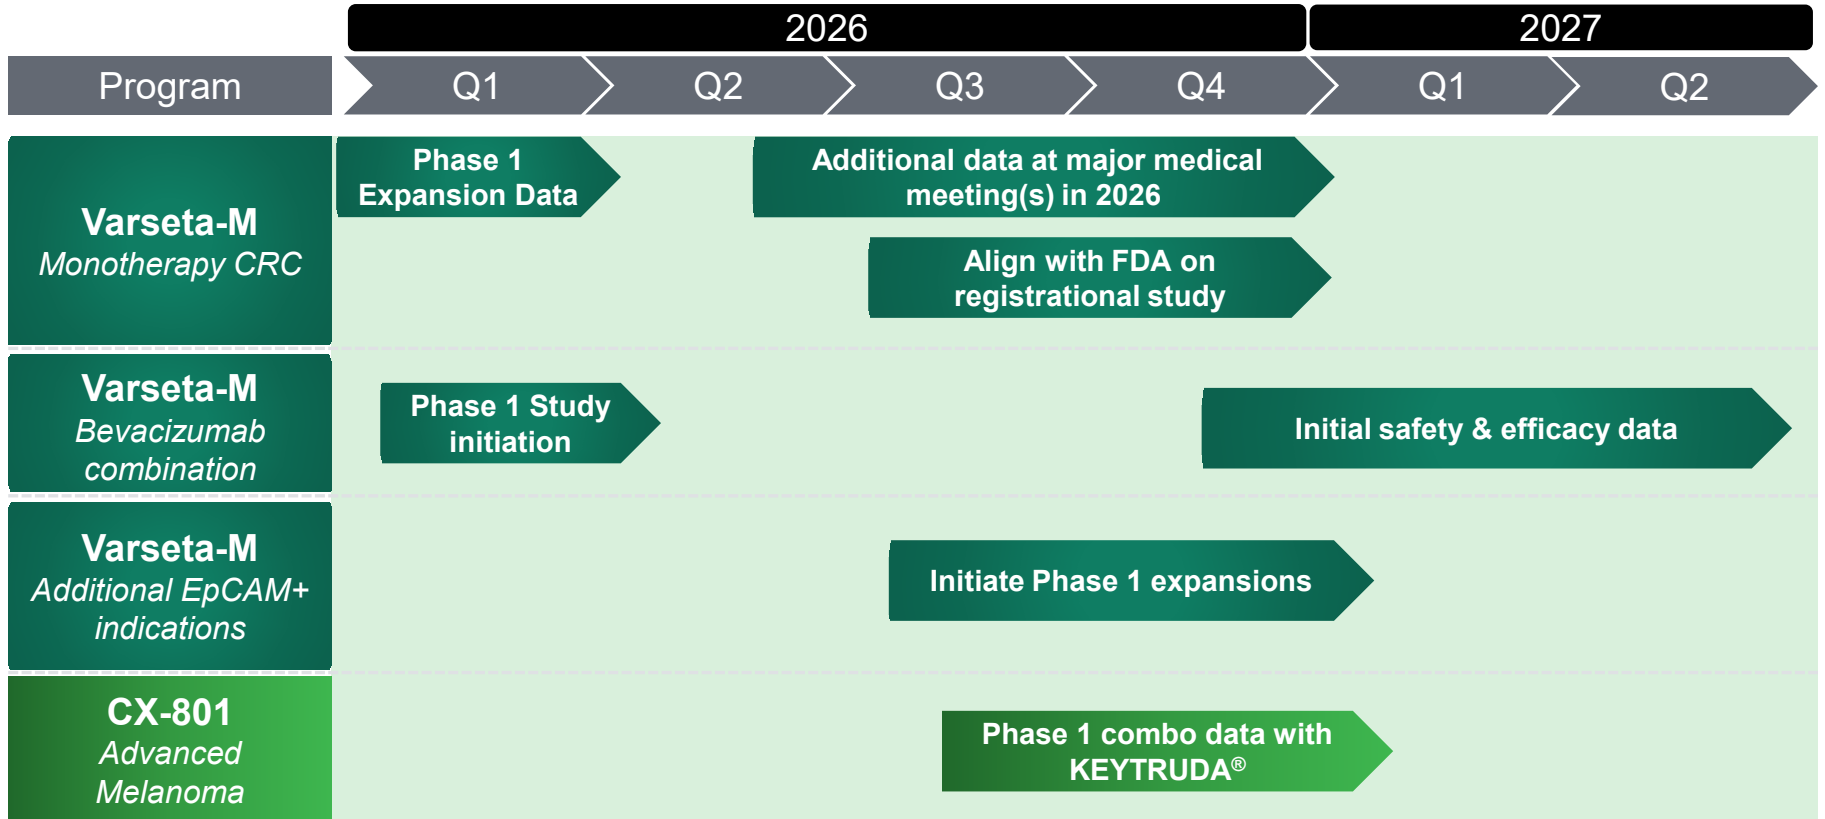 2026
2027
Program
Q1
Q2
Q3
Q4
Q1
Q2
Varseta-M
Monotherapy CRC
Phase 1
Expansion Data
Additional data at major medical
meeting(s) in 2026
Align with FDA on
registrational study
Varseta-M
Bevacizumab
combination
Phase 1 Study
initiation
Initial safety & efficacy data
Varseta-M
Additional EpCAM+
indications
Initiate Phase 1 expansions
CX-801
Advanced
Melanoma
Phase 1 combo data with
KEYTRUDA®